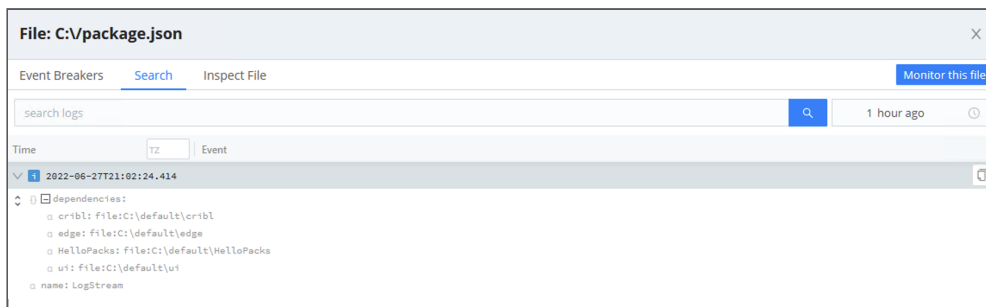 File: C:\/package.json
Event Breakers Search Inspect File Monitor this file
search logs 1 hour ago
Time TZ Event
i 2022-06-27T21:02:24.414
{} dependencies:
α cribl: file:C:\default\cribl
α edge: file:C:\default\edge
α HelloPacks: file:C:\default\HelloPacks
α ui: file:C:\default\ui
α name: LogStream